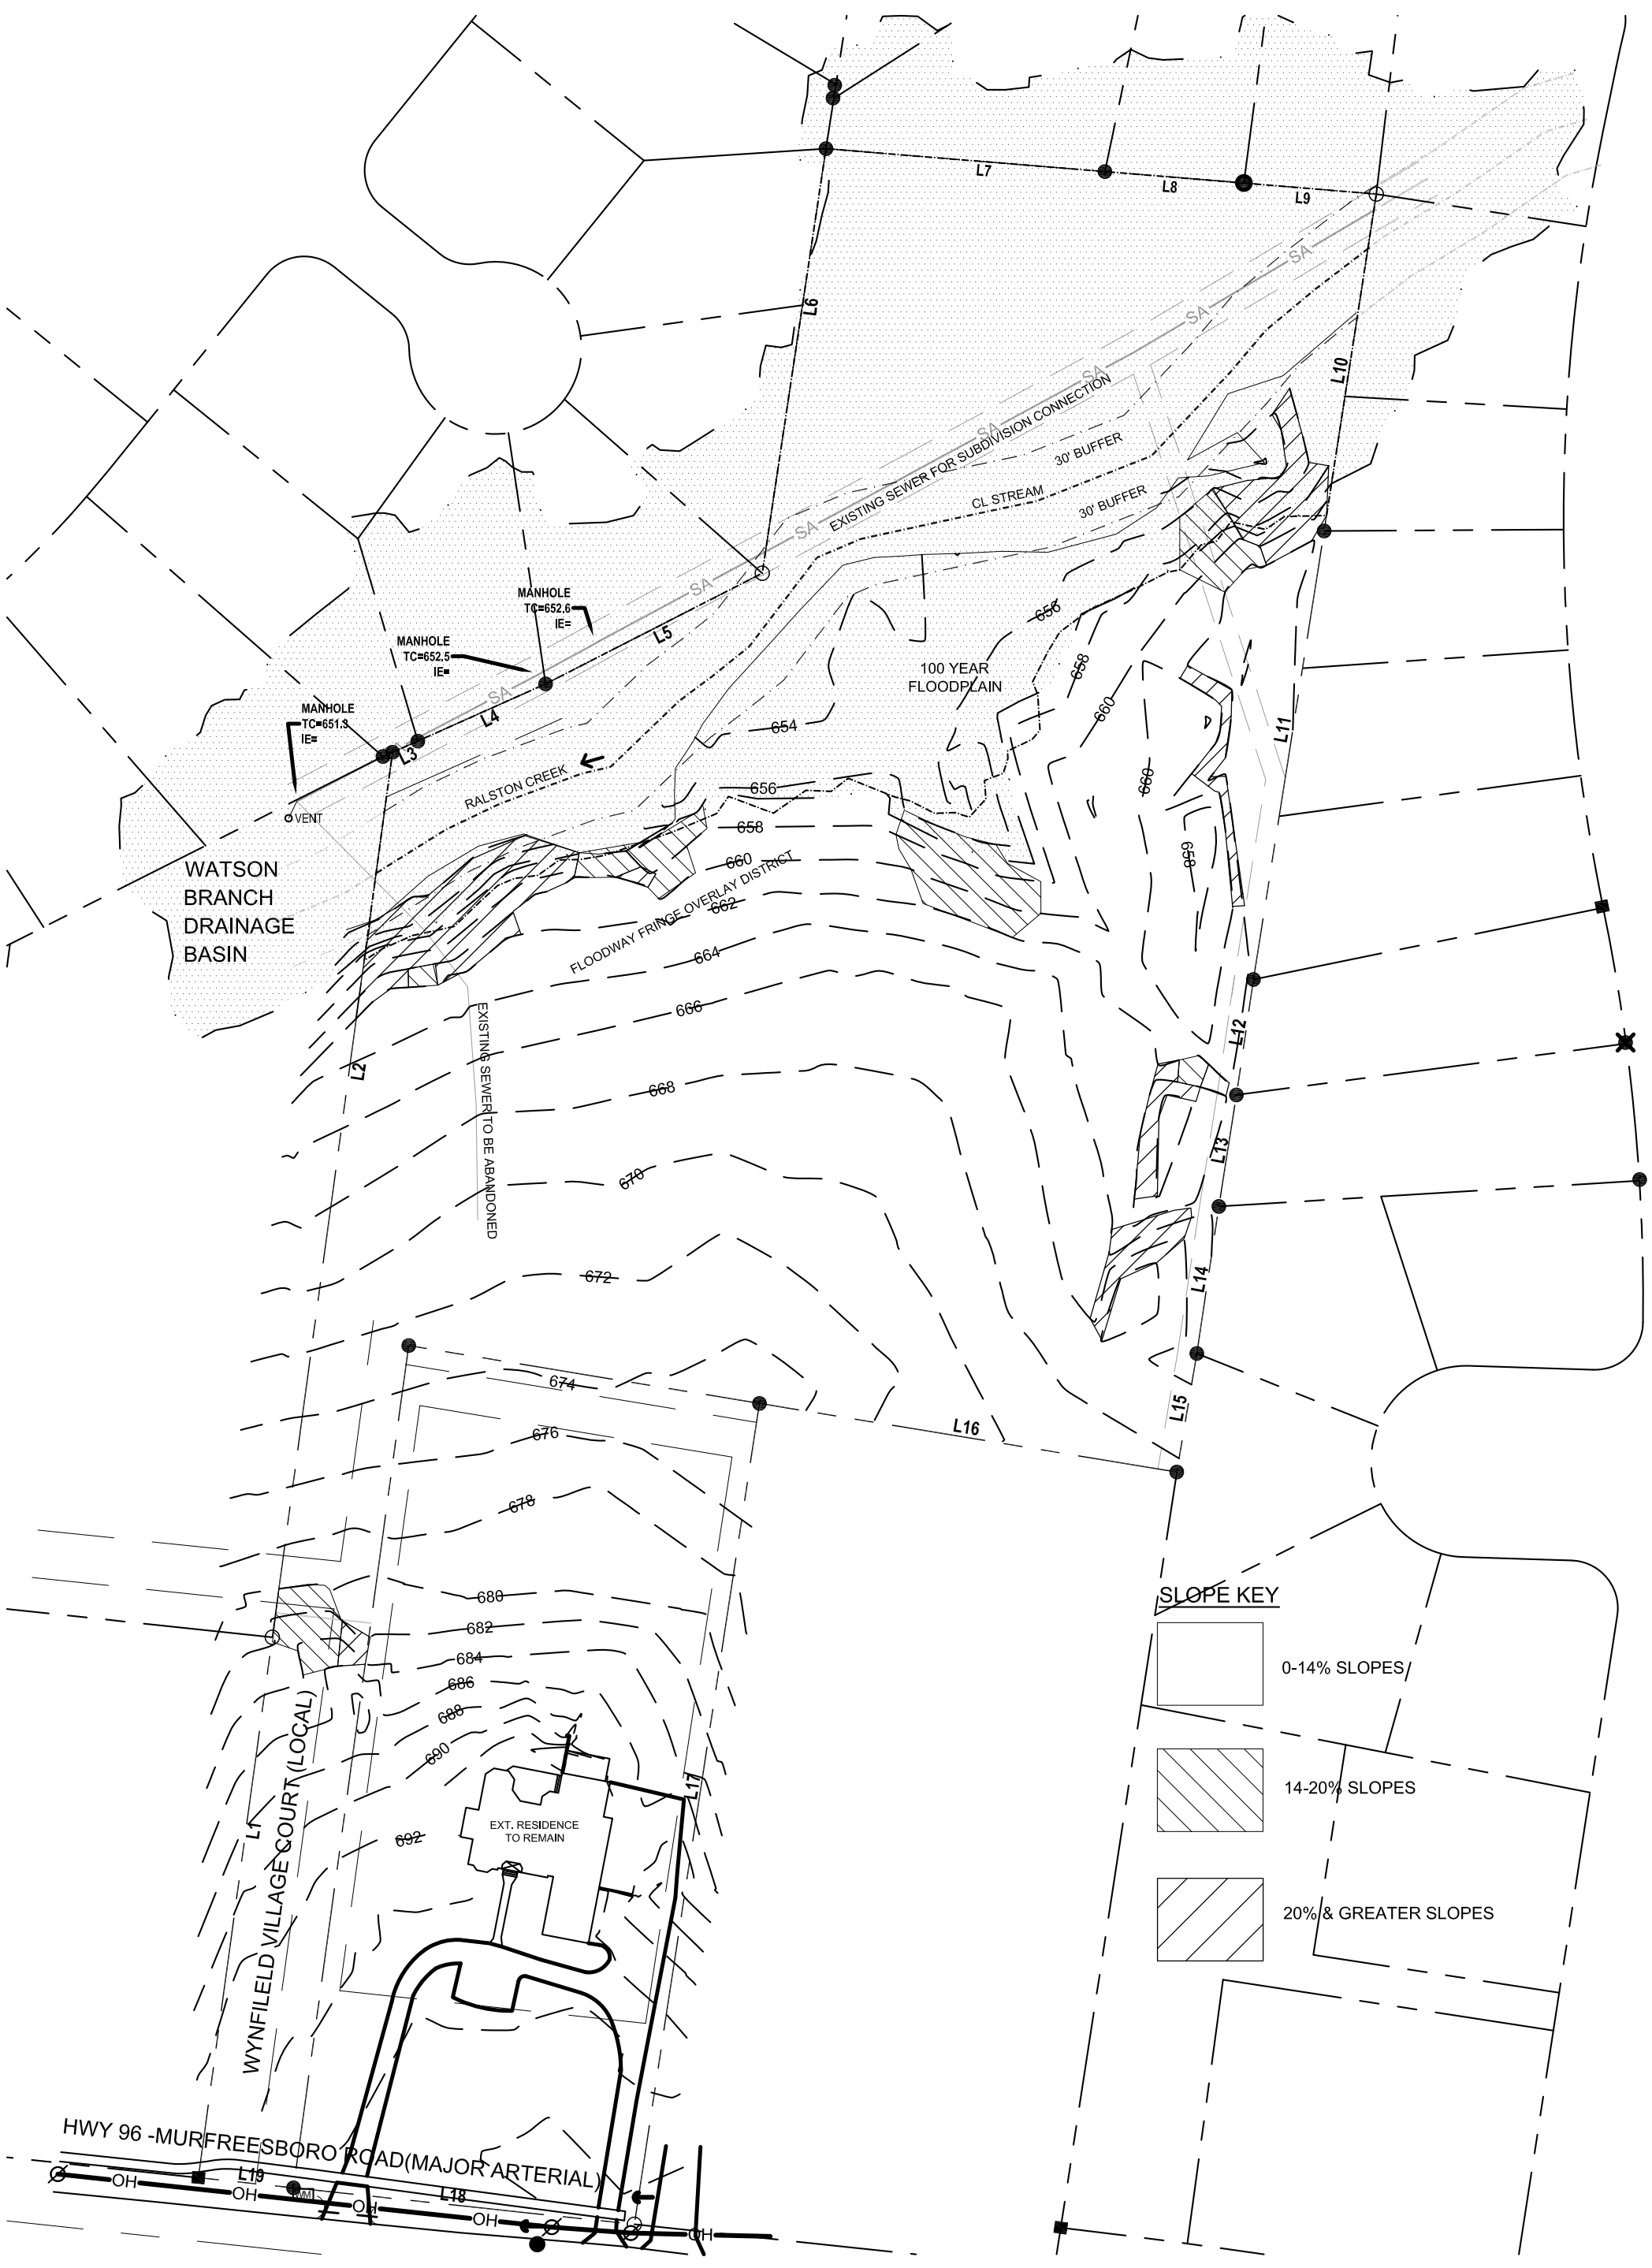 L7
L8
L9
SA
L6
SA
L10
SA
SA
EXISTING SEWER FOR SUBDIVISION CONNECTION
30' BUFFER
CL STREAM
30' BUFFER
SA
MANHOLE
TC=652.6
IE=
SA
656
L5
MANHOLE
TC=652.5
IE=
100 YEAR
FLOODPLAIN
658
SA
MANHOLE
TC=651.3
IE=
L4
660
654
L11
L3
RALSTON CREEK
656
660
VENT
658
658
WATSON
BRANCH
DRAINAGE
BASIN
660
FLOODWAY FRINGE OVERLAY DISTRICT
662
664
666
EXISTING SEWER TO BE ABANDONED
L12
L2
668
L13
670
672
L14
674
L15
L16
676
678
SLOPE KEY
680
682
684
0-14% SLOPES
686
688
690
WYNFILELD VILLAGE COURT (LOCAL)
L17
14-20% SLOPES
L1
692
EXT. RESIDENCE
TO REMAIN
20% & GREATER SLOPES
HWY 96 -MURFREESBORO ROAD(MAJOR ARTERIAL)
L19
L18
OH
OH
WM
OH
OH
OH